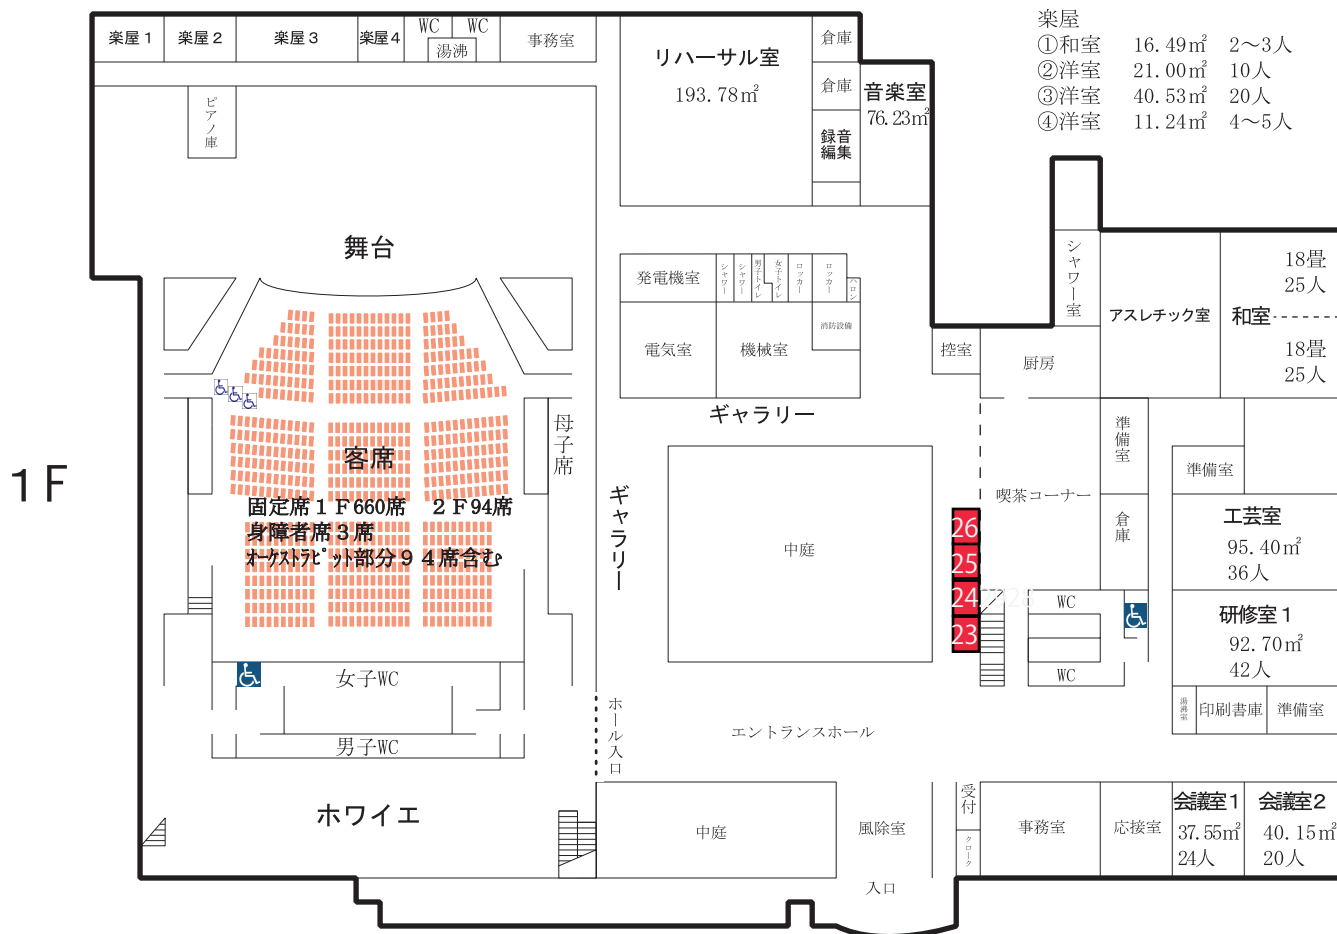 楽屋
①和室 16.49㎡ 2～3人
②洋室 21.00㎡ 10人
③洋室 40.53㎡ 20人
④洋室 11.24㎡ 4～5人
楽屋1
楽屋2
楽屋3
楽屋4
WC
WC
湯沸
事務室
リハーサル室
193.78㎡
倉庫
倉庫
録音
編集
音楽室
76.23㎡
ピアノ庫
舞台
発電機室
シャワー
シャワー
男子トイレ
女子トイレ
ロッカー
ロッカー
消防設備
電気室
機械室
控室
厨房
シャワー室
アスレチック室
和室
18畳
25人
18畳
25人
ギャラリー
1F
客席
固定席1F660席 2F94席
身障者席3席
オーケストラピット部分94席含む
母子席
ギャラリー
中庭
喫茶コーナー
準備室
倉庫
準備室
工芸室
95.40㎡
36人
26
25
24
23
WC
WC
研修室1
92.70㎡
42人
湯沸室
印刷書庫
準備室
女子WC
男子WC
ホール入口
エントランスホール
ホワイエ
中庭
風除室
受付
クローク
事務室
応接室
会議室1
37.55㎡
24人
会議室2
40.15㎡
20人
入口